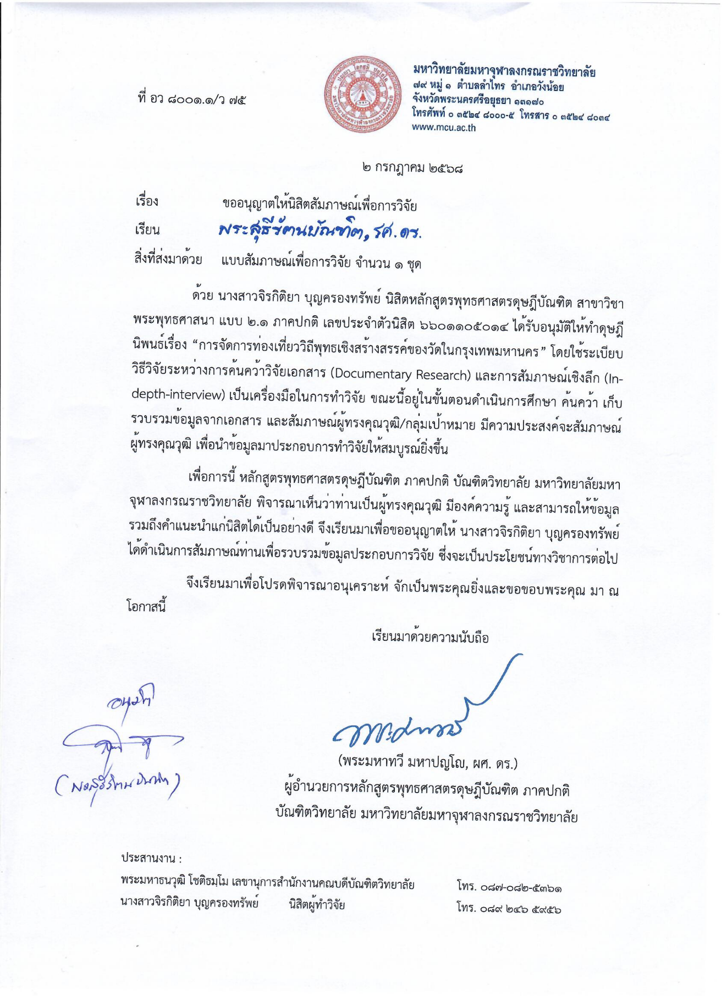 ปญฺญา โลกสฺมิ ปชฺโชโต
มหาวิทยาลัยมหาจุฬาลงกรณราชวิทยาลัย
มหาวิทยาลัยมหาจุฬาลงกรณราชวิทยาลัย
๗๙ หมู่ ๑ ตำบลลำไทร อำเภอวังน้อย
จังหวัดพระนครศรีอยุธยา ๑๓๑๗๐
โทรศัพท์ ๐ ๓๕๒๔ ๘๐๐๐-๕ โทรสาร ๐ ๓๕๒๔ ๘๐๓๔
www.mcu.ac.th
ที่ อว ๘๐๐๑.๑/ว ๗๕
๒ กรกฎาคม ๒๕๖๘
เรื่อง ขออนุญาตให้นิสิตสัมภาษณ์เพื่อการวิจัย
เรียน พระสุธีรัตนบัณฑิต, รศ.ดร.
สิ่งที่ส่งมาด้วย แบบสัมภาษณ์เพื่อการวิจัย จำนวน ๑ ชุด
ด้วย นางสาวจิรกิติยา บุญครองทรัพย์ นิสิตหลักสูตรพุทธศาสตรดุษฎีบัณฑิต สาขาวิชา
พระพุทธศาสนา แบบ ๒.๑ ภาคปกติ เลขประจำตัวนิสิต ๖๖๐๑๑๐๕๐๑๔ ได้รับอนุมัติให้ทำดุษฎี
นิพนธ์เรื่อง “การจัดการท่องเที่ยววิถีพุทธเชิงสร้างสรรค์ของวัดในกรุงเทพมหานคร” โดยใช้ระเบียบ
วิธีวิจัยระหว่างการค้นคว้าวิจัยเอกสาร (Documentary Research) และการสัมภาษณ์เชิงลึก (In-
depth-interview) เป็นเครื่องมือในการทำวิจัย ขณะนี้อยู่ในขั้นตอนดำเนินการศึกษา ค้นคว้า เก็บ
รวบรวมข้อมูลจากเอกสาร และสัมภาษณ์ผู้ทรงคุณวุฒิ/กลุ่มเป้าหมาย มีความประสงค์จะสัมภาษณ์
ผู้ทรงคุณวุฒิ เพื่อนำข้อมูลมาประกอบการทำวิจัยให้สมบูรณ์ยิ่งขึ้น
เพื่อการนี้ หลักสูตรพุทธศาสตรดุษฎีบัณฑิต ภาคปกติ บัณฑิตวิทยาลัย มหาวิทยาลัยมหา
จุฬาลงกรณราชวิทยาลัย พิจารณาเห็นว่าท่านเป็นผู้ทรงคุณวุฒิ มีองค์ความรู้ และสามารถให้ข้อมูล
รวมถึงคำแนะนำแก่นิสิตได้เป็นอย่างดี จึงเรียนมาเพื่อขออนุญาตให้ นางสาวจิรกิติยา บุญครองทรัพย์
ได้ดำเนินการสัมภาษณ์ท่านเพื่อรวบรวมข้อมูลประกอบการวิจัย ซึ่งจะเป็นประโยชน์ทางวิชาการต่อไป
จึงเรียนมาเพื่อโปรดพิจารณาอนุเคราะห์ จักเป็นพระคุณยิ่งและขอขอบพระคุณ มา ณ
โอกาสนี้
เรียนมาด้วยความนับถือ
อนุมัติ
(พระสุธีรัตนบัณฑิต)
(พระมหาทวี มหาปญฺโญ, ผศ. ดร.)
ผู้อำนวยการหลักสูตรพุทธศาสตรดุษฎีบัณฑิต ภาคปกติ
บัณฑิตวิทยาลัย มหาวิทยาลัยมหาจุฬาลงกรณราชวิทยาลัย
ประสานงาน :
พระมหาธนวุฒิ โชติธมฺโม เลขานุการสำนักงานคณบดีบัณฑิตวิทยาลัย โทร. ๐๘๗-๐๘๒-๕๓๖๑
นางสาวจิรกิติยา บุญครองทรัพย์ นิสิตผู้ทำวิจัย โทร. ๐๘๙ ๒๔๖ ๕๙๕๖